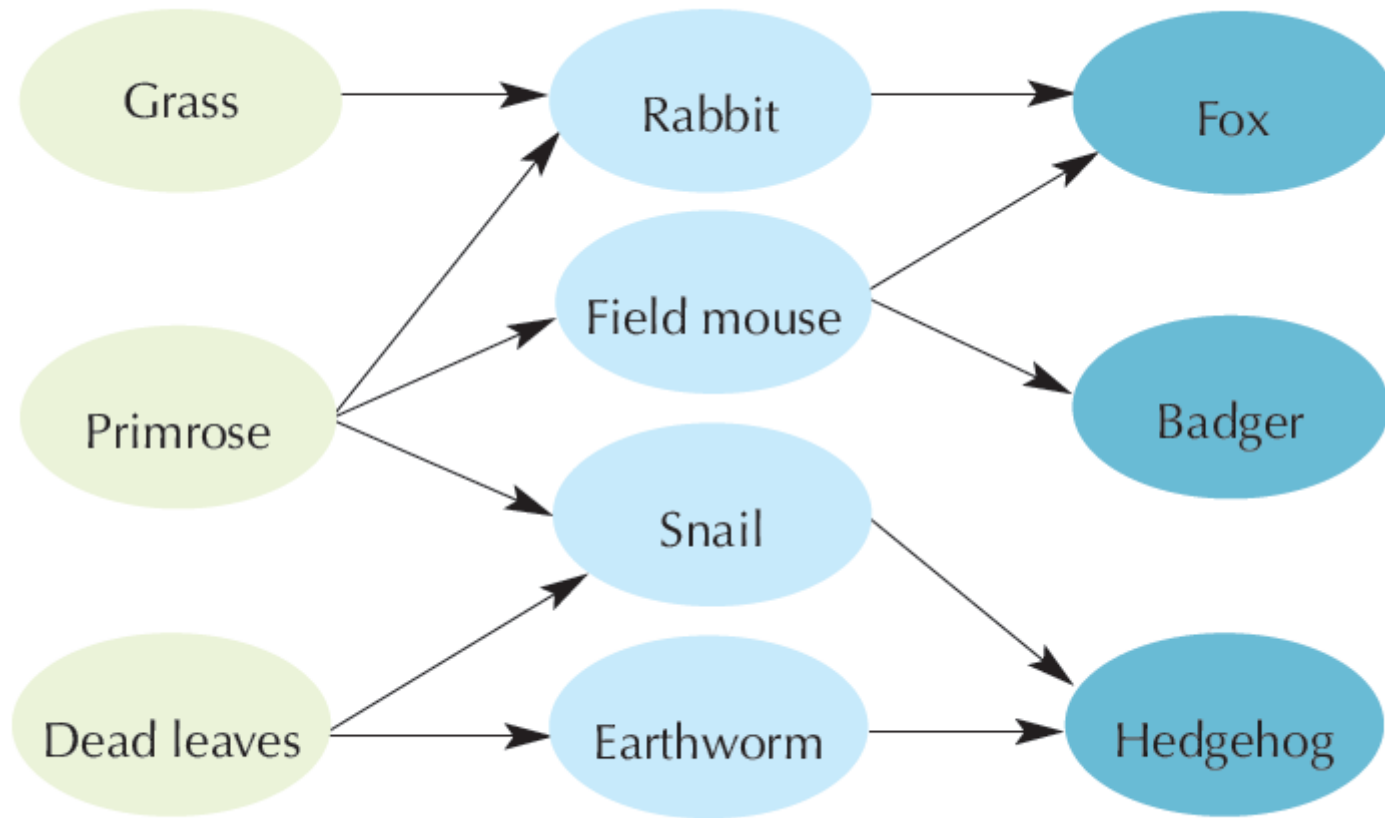 Grass
Rabbit
Fox
Field mouse
Primrose
Badger
Snail
Dead leaves
Earthworm
Hedgehog